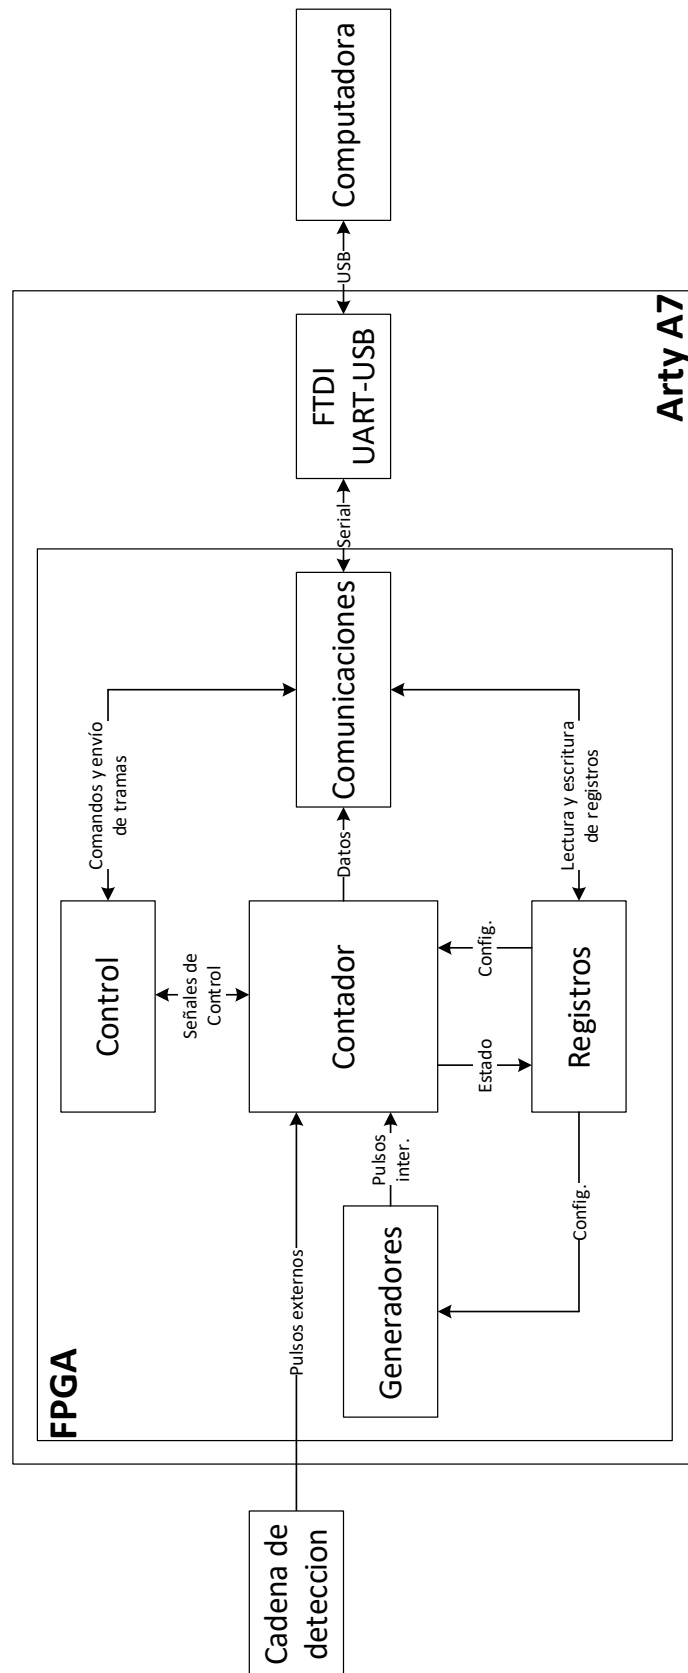 FPGA
Arty A7
Cadena de
deteccion
Pulsos externos
Generadores
Pulsos
inter.
Config.
Control
Señales de
Control
Contador
Estado
Config.
Registros
Comandos y envío
de tramas
Datos
Lectura y escritura
de registros
Comunicaciones
Serial
FTDI
UART-USB
USB
Computadora